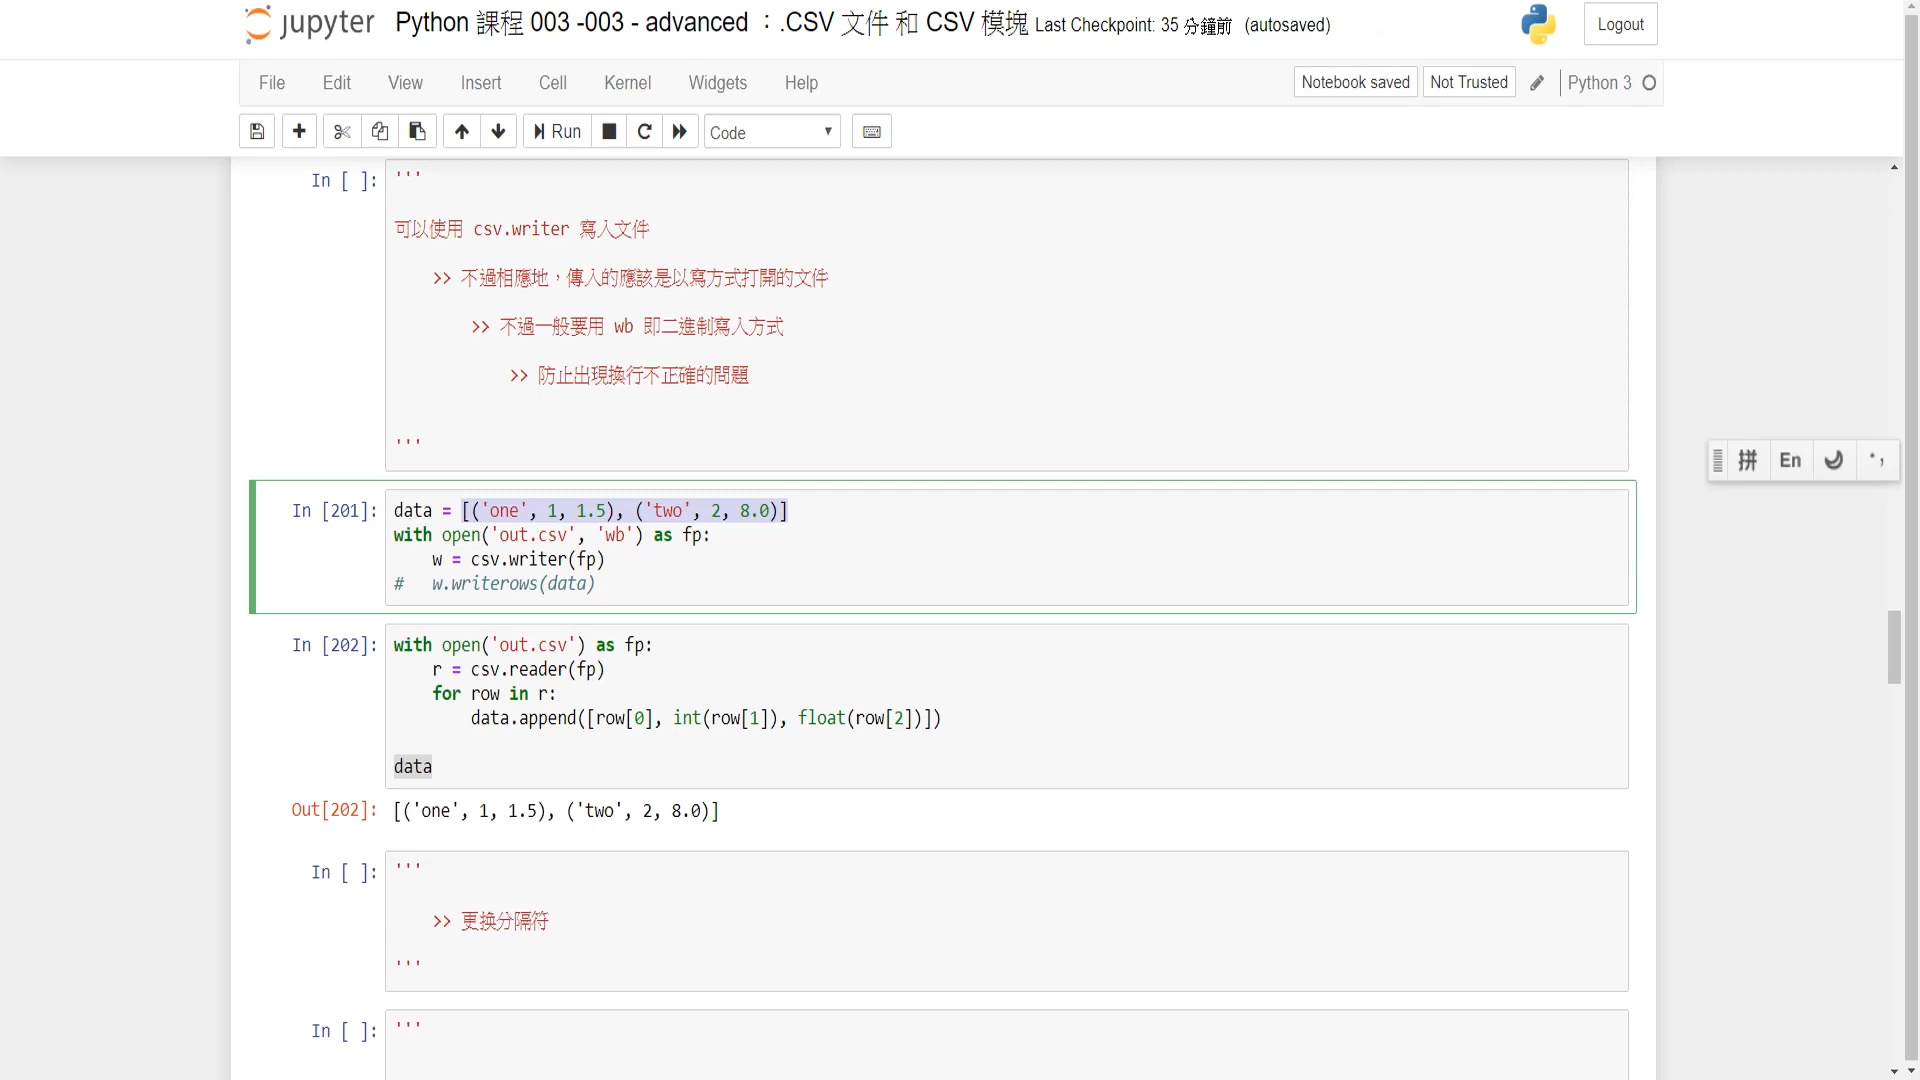 jupyter Python 課程 003 -003 - advanced ：.CSV 文件 和 CSV 模塊 Last Checkpoint: 35 分鐘前 (autosaved)
Logout
File Edit View Insert Cell Kernel Widgets Help
Notebook saved Not Trusted Python 3
Run Code
In [ ]: '''
可以使用 csv.writer 寫入文件
>> 不過相應地，傳入的應該是以寫方式打開的文件
>> 不過一般要用 wb 即二進制寫入方式
>> 防止出現換行不正確的問題
'''
拼 En
In [201]: data = [('one', 1, 1.5), ('two', 2, 8.0)]
with open('out.csv', 'wb') as fp:
    w = csv.writer(fp)
#   w.writerows(data)
In [202]: with open('out.csv') as fp:
    r = csv.reader(fp)
    for row in r:
        data.append([row[0], int(row[1]), float(row[2])])
data
Out[202]: [('one', 1, 1.5), ('two', 2, 8.0)]
In [ ]: '''
>> 更換分隔符
'''
In [ ]: '''